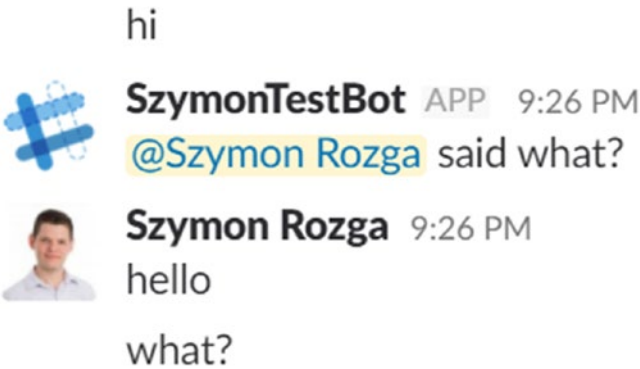 hi
SzymonTestBot APP 9:26 PM
@Szymon Rozga said what?
Szymon Rozga 9:26 PM
hello
what?